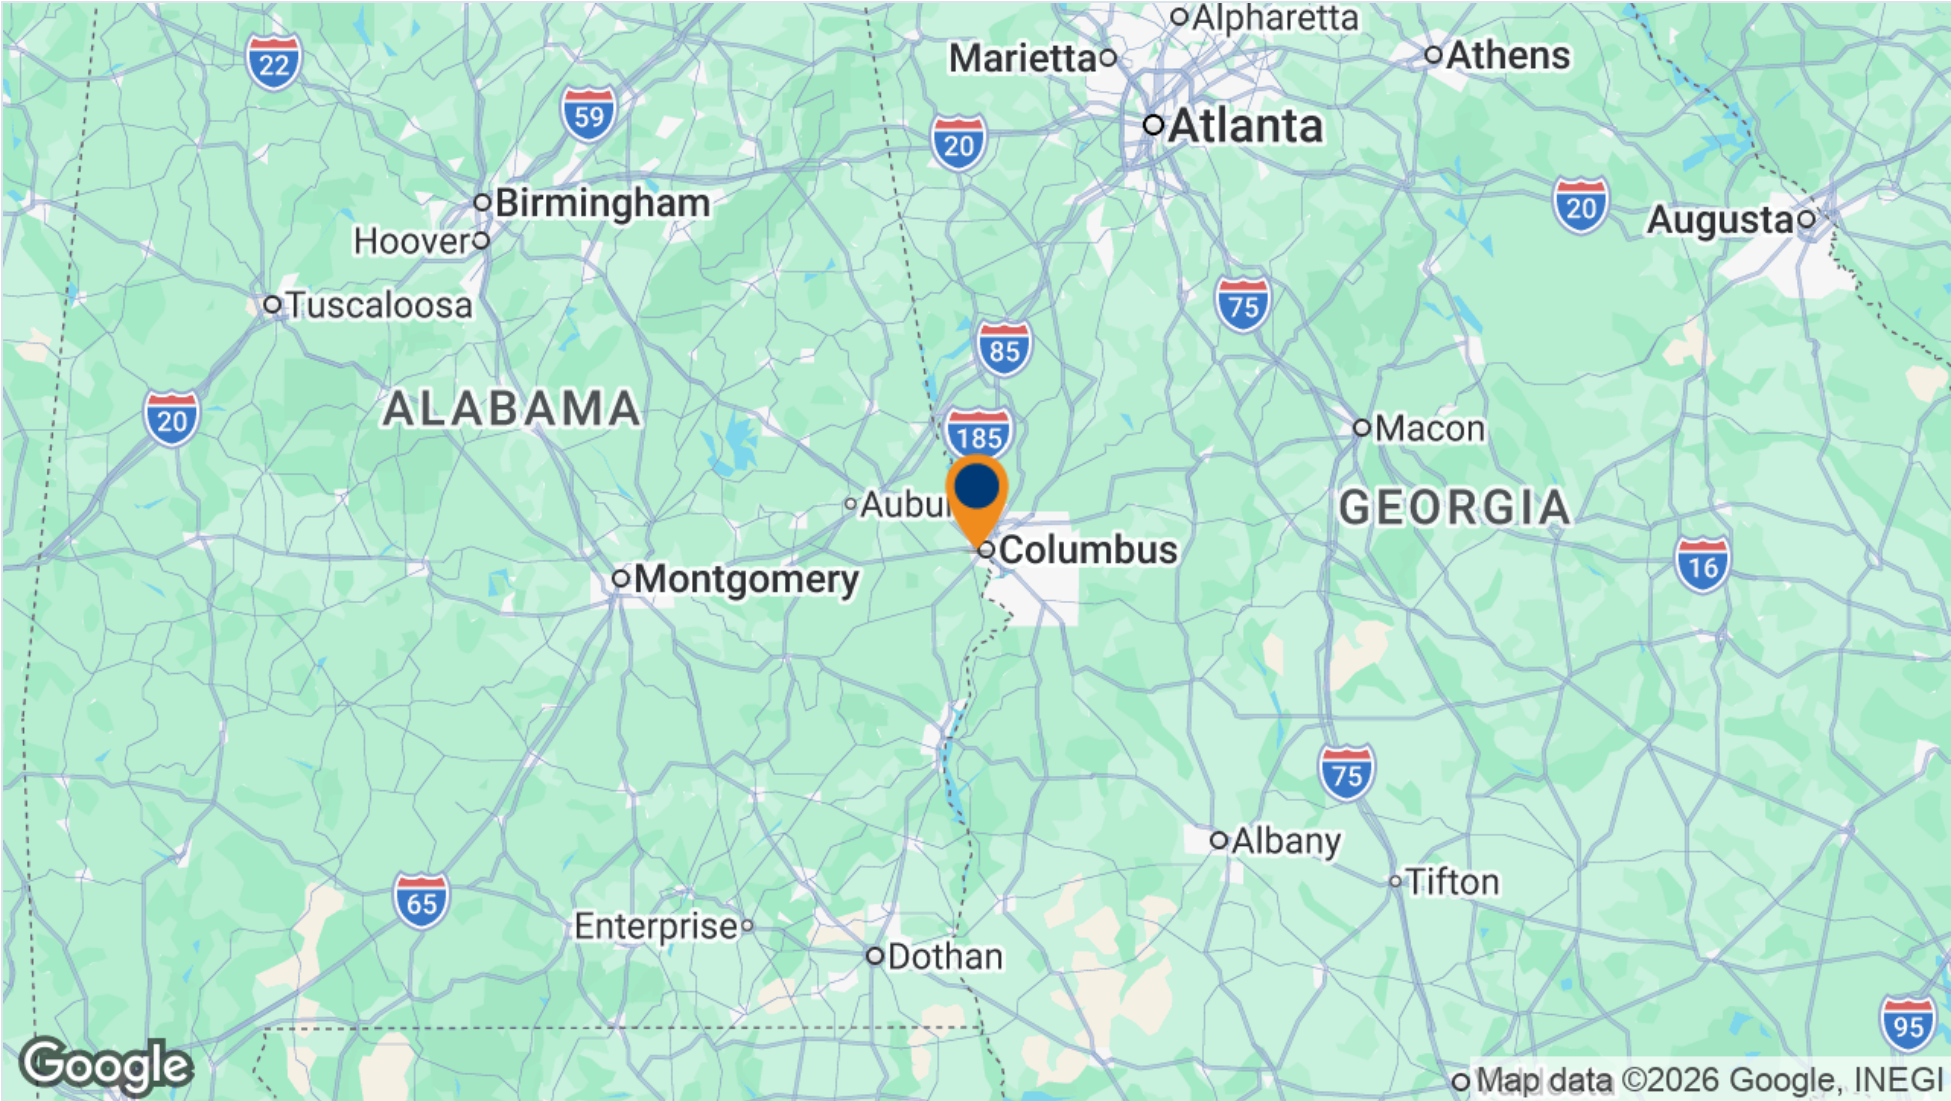 Alpharetta
Marietta
Athens
22
59
20
Atlanta
20
Birmingham
Augusta
Hoover
75
Tuscaloosa
85
ALABAMA
20
185
Macon
Aubu
GEORGIA
Columbus
16
Montgomery
75
Albany
Tifton
65
Enterprise
Dothan
95
Google
Map data ©2026 Google, INEGI